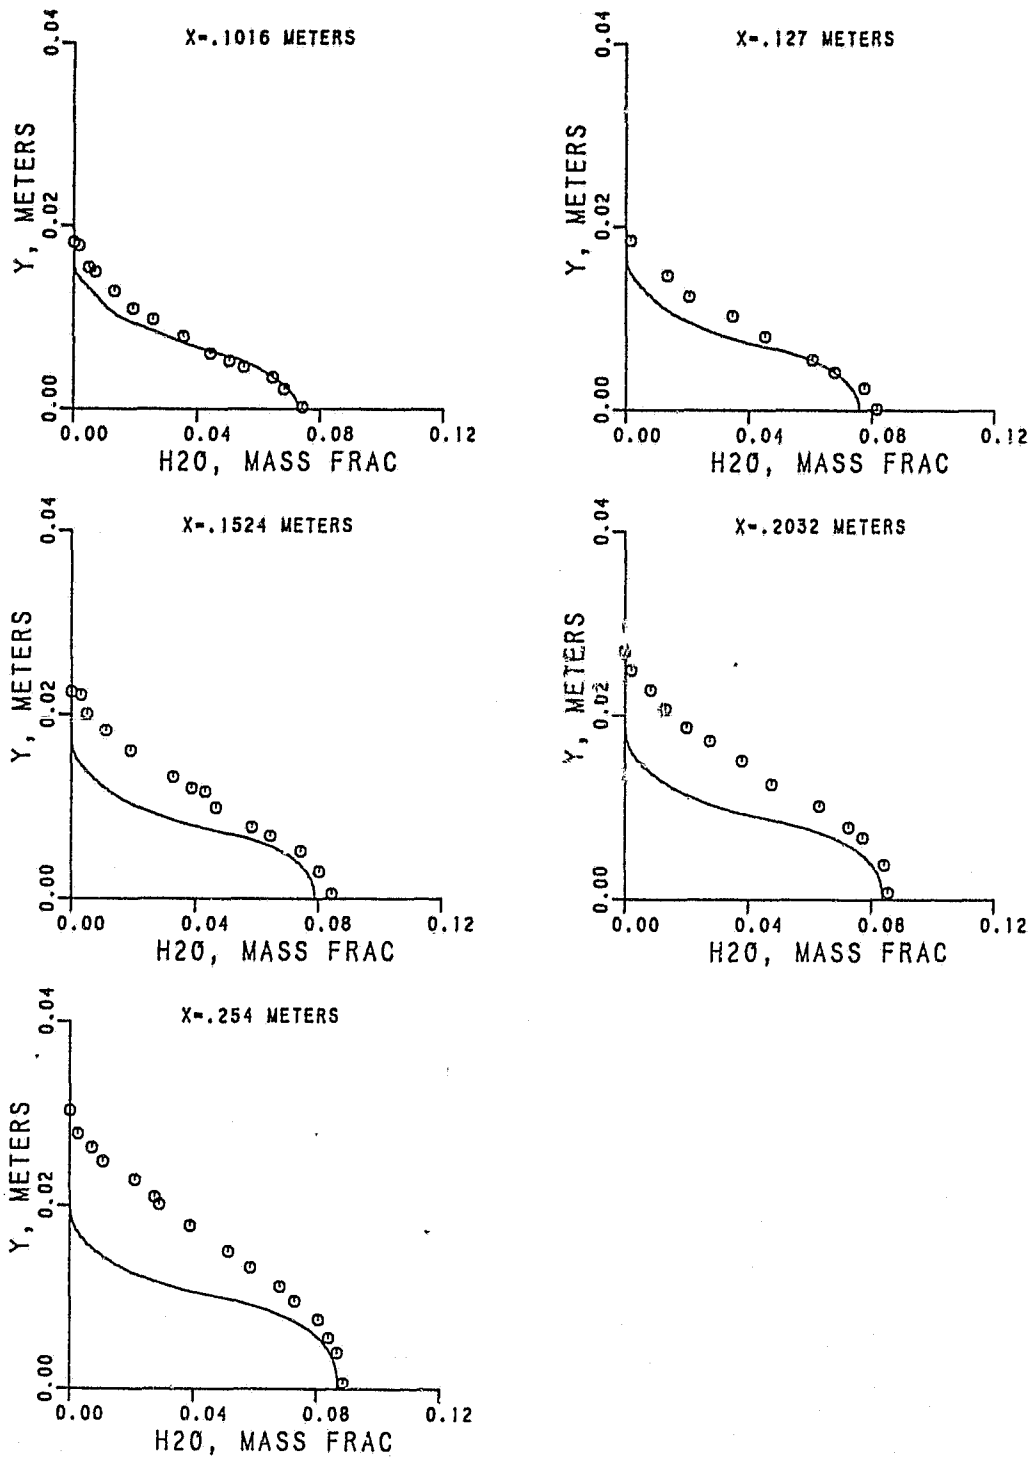 X=.1016 METERS
0.04
0.02
0.00
Y, METERS
0.00 0.04 0.08 0.12
H2O, MASS FRAC
X=.127 METERS
0.04
0.02
0.00
Y, METERS
0.00 0.04 0.08 0.12
H2O, MASS FRAC
X=.1524 METERS
0.04
0.02
0.00
Y, METERS
0.00 0.04 0.08 0.12
H2O, MASS FRAC
X=.2032 METERS
0.04
0.02
0.00
Y, METERS
0.00 0.04 0.08 0.12
H2O, MASS FRAC
X=.254 METERS
0.04
0.02
0.00
Y, METERS
0.00 0.04 0.08 0.12
H2O, MASS FRAC